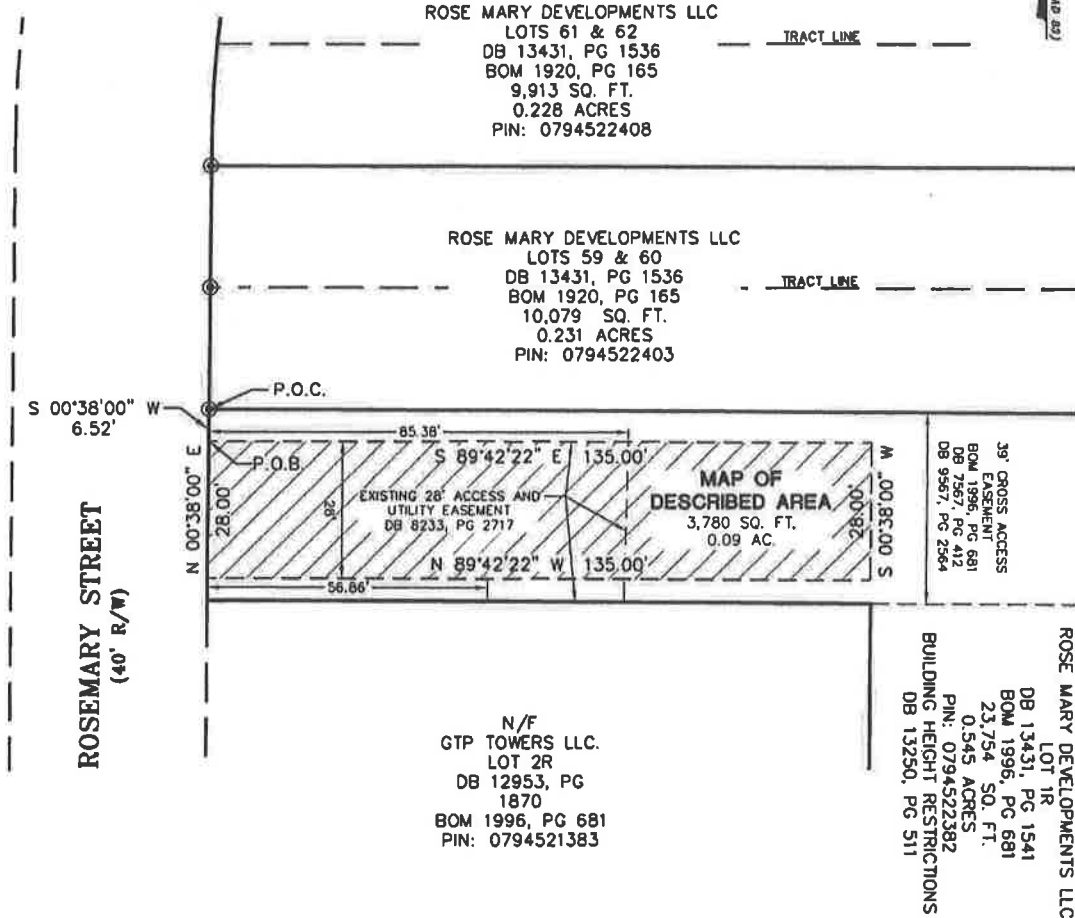 ROSE MARY DEVELOPMENTS LLC
LOTS 61 & 62
DB 13431, PG 1536
BOM 1920, PG 165
9,913 SQ. FT.
0.228 ACRES
PIN: 0794522408
TRACT LINE
ROSE MARY DEVELOPMENTS LLC
LOTS 59 & 60
DB 13431, PG 1536
BOM 1920, PG 165
10,079 SQ. FT.
0.231 ACRES
PIN: 0794522403
TRACT LINE
P.O.C.
S 00°38'00" W
6.52'
85.38'
P.O.B.
S 89°42'22" E 135.00'
N 00°38'00" E
28.00'
28'
EXISTING 28' ACCESS AND
UTILITY EASEMENT
DB 8233, PG 2717
MAP OF
DESCRIBED AREA
3,780 SQ. FT.
0.09 AC.
28.00'
S 00°38'00" W
N 89°42'22" W 135.00'
56.86'
39' CROSS ACCESS
EASEMENT
BOM 1996, PG 681
DB 7567, PG 412
DB 9567, PG 2564
ROSEMARY STREET
(40' R/W)
N/F
GTP TOWERS LLC.
LOT 2R
DB 12953, PG
1870
BOM 1996, PG 681
PIN: 0794521383
ROSE MARY DEVELOPMENTS LLC
LOT 1R
DB 13431, PG 1541
BOM 1996, PG 681
23,754 SQ. FT.
0.545 ACRES
PIN: 0794522382
BUILDING HEIGHT RESTRICTIONS
DB 13250, PG 511